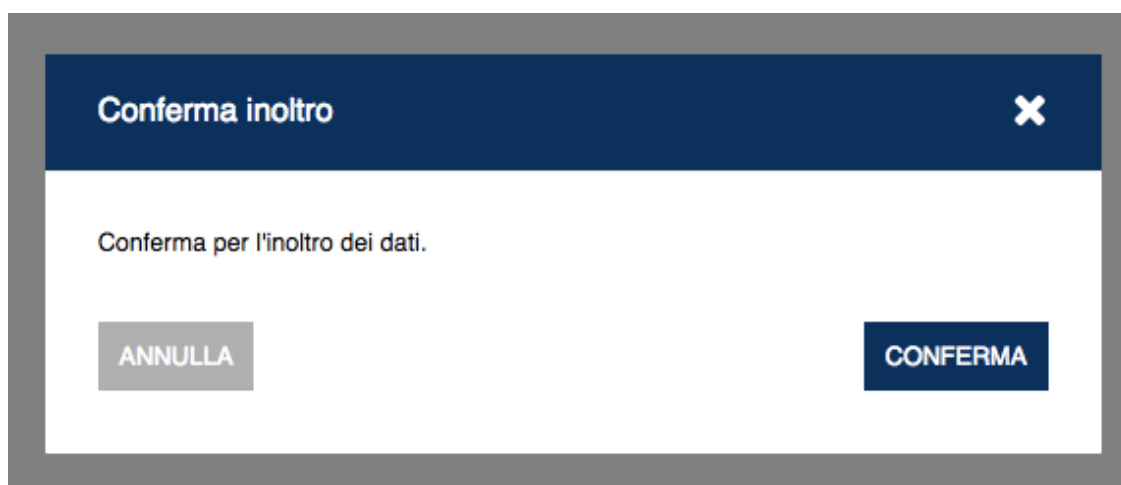 Conferma inoltro
Conferma per l'inoltro dei dati.
ANNULLA
CONFERMA